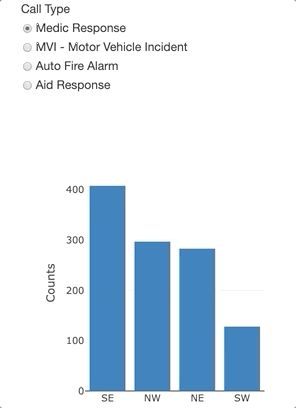 Call Type
Medic Response
MVI - Motor Vehicle Incident
Auto Fire Alarm
Aid Response
400
300
200
100
0
Counts
SE NW NE SW